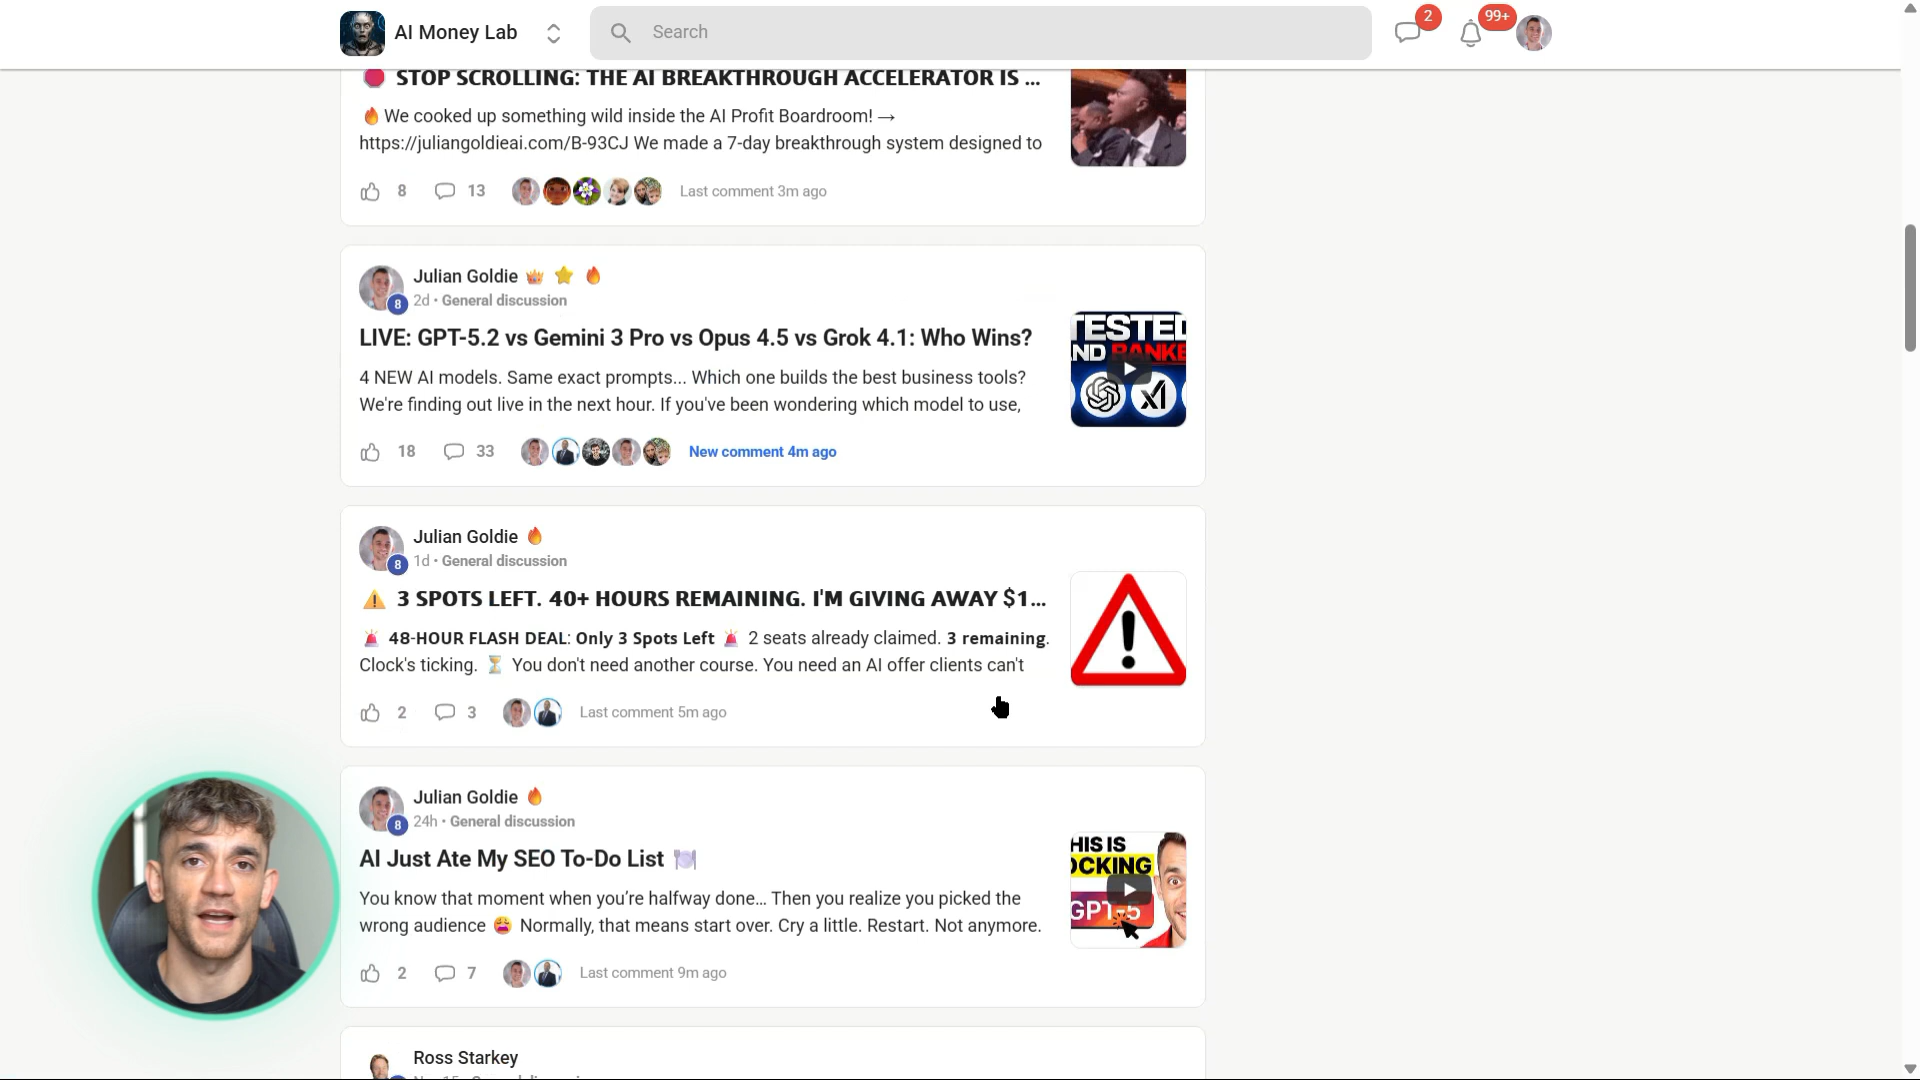 AI Money Lab
Search
2
99+
STOP SCROLLING: THE AI BREAKTHROUGH ACCELERATOR IS ...
🔥We cooked up something wild inside the AI Profit Boardroom! →
https://juliangoldieai.com/B-93CJ We made a 7-day breakthrough system designed to
8
13
Last comment 3m ago
Julian Goldie 👑 ⭐ 🔥
8
2d • General discussion
LIVE: GPT-5.2 vs Gemini 3 Pro vs Opus 4.5 vs Grok 4.1: Who Wins?
4 NEW AI models. Same exact prompts... Which one builds the best business tools?
We're finding out live in the next hour. If you've been wondering which model to use,
TESTED
AND RANKE
18
33
New comment 4m ago
Julian Goldie 🔥
8
1d • General discussion
⚠️ 3 SPOTS LEFT. 40+ HOURS REMAINING. I'M GIVING AWAY $1...
🚨 48-HOUR FLASH DEAL: Only 3 Spots Left 🚨 2 seats already claimed. 3 remaining.
Clock's ticking. ⏳ You don't need another course. You need an AI offer clients can't
2
3
Last comment 5m ago
Julian Goldie 🔥
8
24h • General discussion
AI Just Ate My SEO To-Do List 🍽️
You know that moment when you’re halfway done… Then you realize you picked the
wrong audience 😩 Normally, that means start over. Cry a little. Restart. Not anymore.
HIS IS
OCKING
GPT-5
2
7
Last comment 9m ago
Ross Starkey